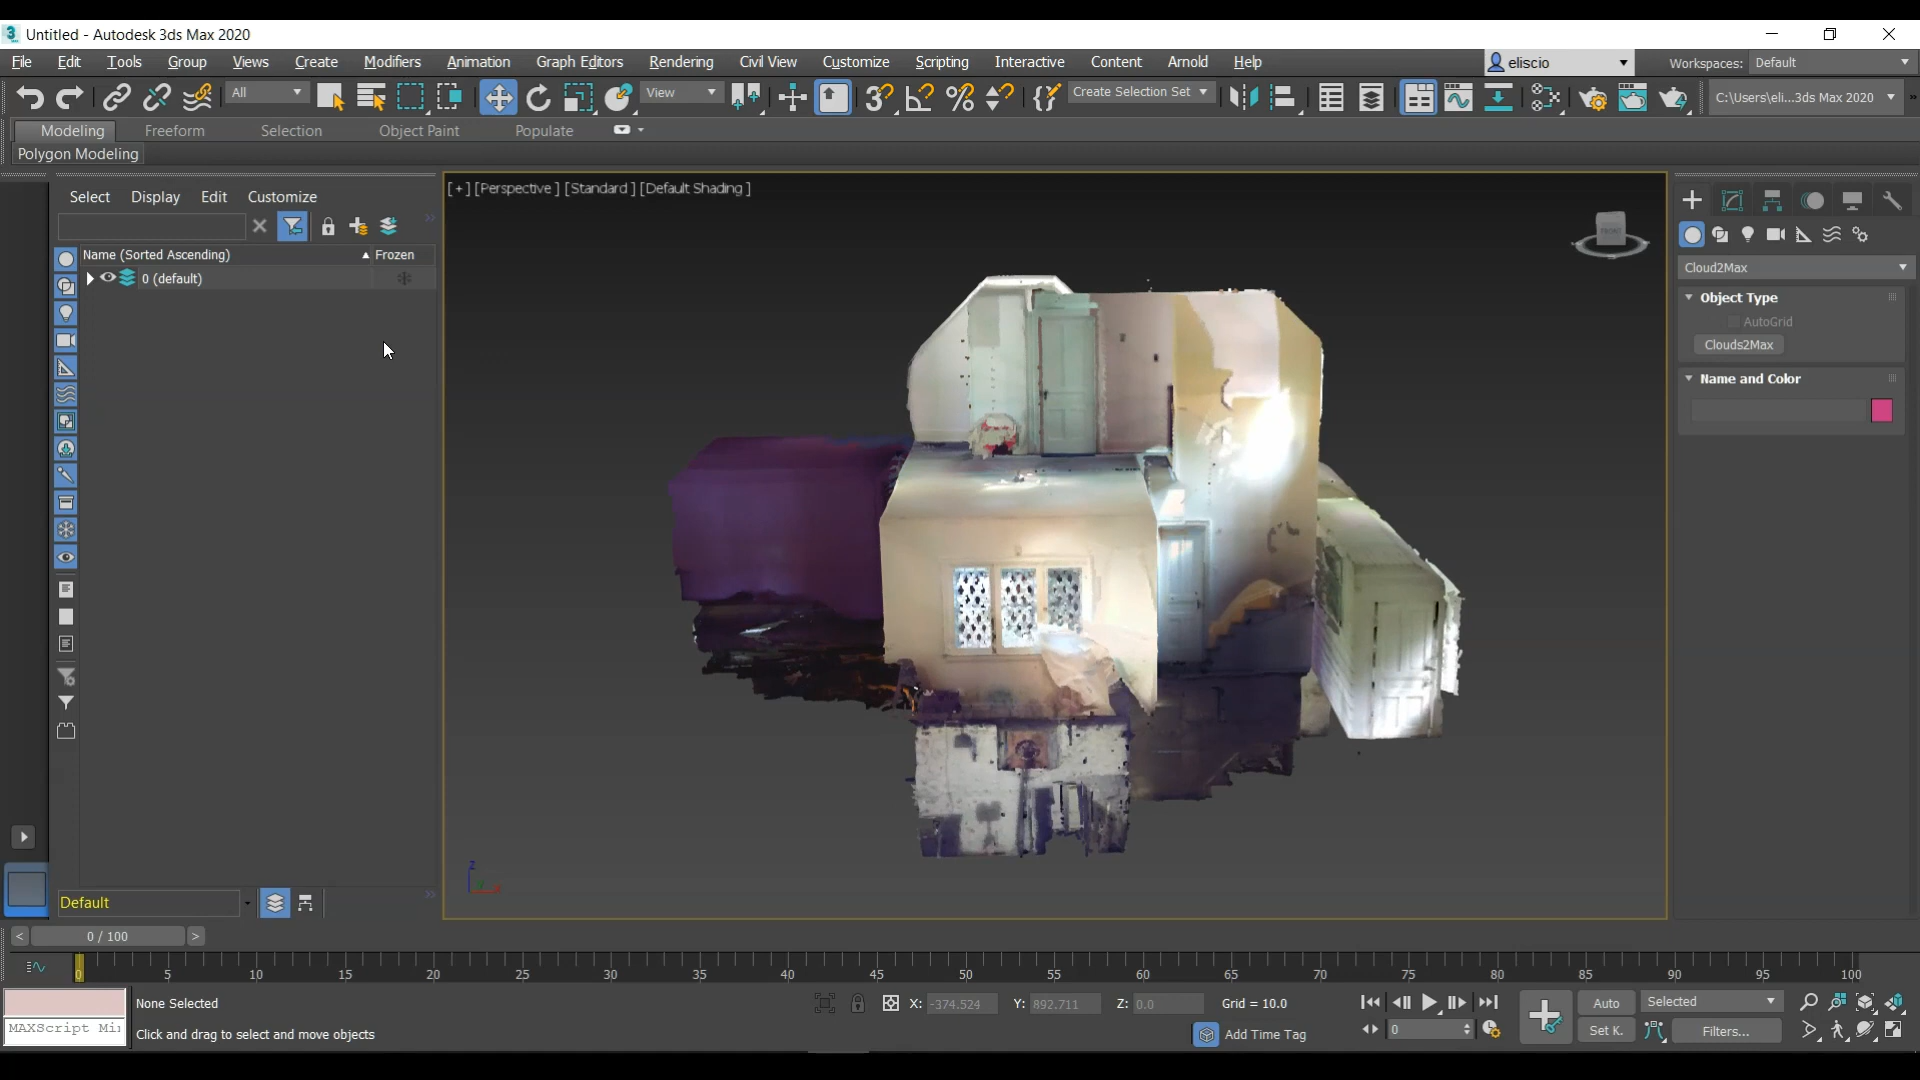 Untitled - Autodesk 3ds Max 2020
File Edit Tools Group Views Create Modifiers Animation Graph Editors Rendering Civil View Customize Scripting Interactive Content Arnold Help
eliscio
Workspaces: Default
All
View
Create Selection Set
C:\Users\eli...3ds Max 2020
Modeling Freeform Selection Object Paint Populate
Polygon Modeling
Select Display Edit Customize
Name (Sorted Ascending) Frozen
0 (default)
[+] [Perspective ] [Standard ] [Default Shading ]
FRONT
z
Cloud2Max
Object Type
AutoGrid
Clouds2Max
Name and Color
Default
< 0 / 100 >
0 5 10 15 20 25 30 35 40 45 50 55 60 65 70 75 80 85 90 95 100
None Selected
X: -374.524 Y: 892.711 Z: 0.0 Grid = 10.0
Auto Selected
MAXScript Mi
Click and drag to select and move objects
Add Time Tag
0
Set K. Filters...